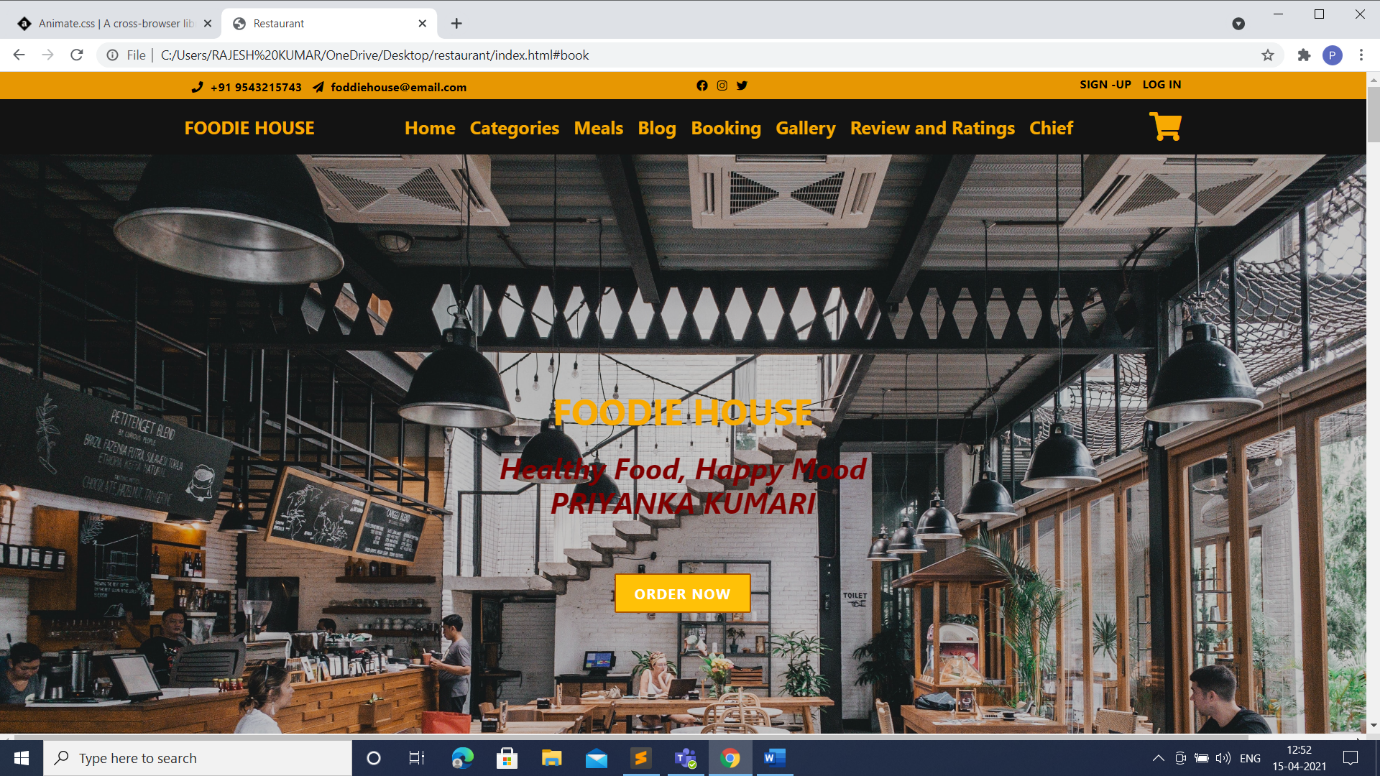 Animate.css | A cross-browser lib
Restaurant
File | C:/Users/RAJESH%20KUMAR/OneDrive/Desktop/restaurant/index.html#book
P
+91 9543215743 foddiehouse@email.com SIGN -UP LOG IN
FOODIE HOUSE Home Categories Meals Blog Booking Gallery Review and Ratings Chief
FOODIE HOUSE
Healthy Food, Happy Mood
PRIYANKA KUMARI
ORDER NOW
PETITENGET BLEND
TOILET
Type here to search
ENG
12:52
15-04-2021